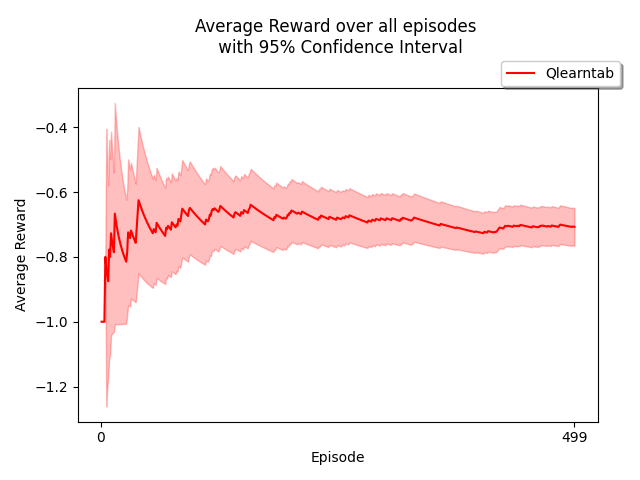 Average Reward over all episodes
with 95% Confidence Interval
Qlearntab
Average Reward
−0.4
−0.6
−0.8
−1.0
−1.2
0
499
Episode